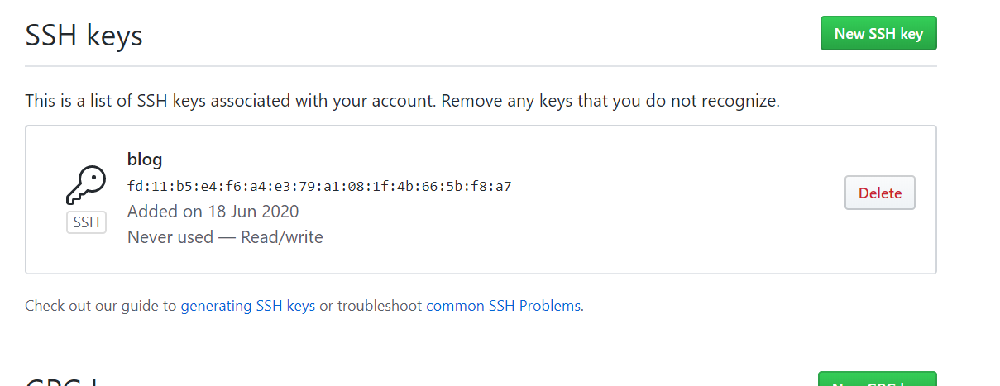 SSH keys
New SSH key
This is a list of SSH keys associated with your account. Remove any keys that you do not recognize.
blog
fd:11:b5:e4:f6:a4:e3:79:a1:08:1f:4b:66:5b:f8:a7
Added on 18 Jun 2020
Never used — Read/write
SSH
Delete
Check out our guide to generating SSH keys or troubleshoot common SSH Problems.